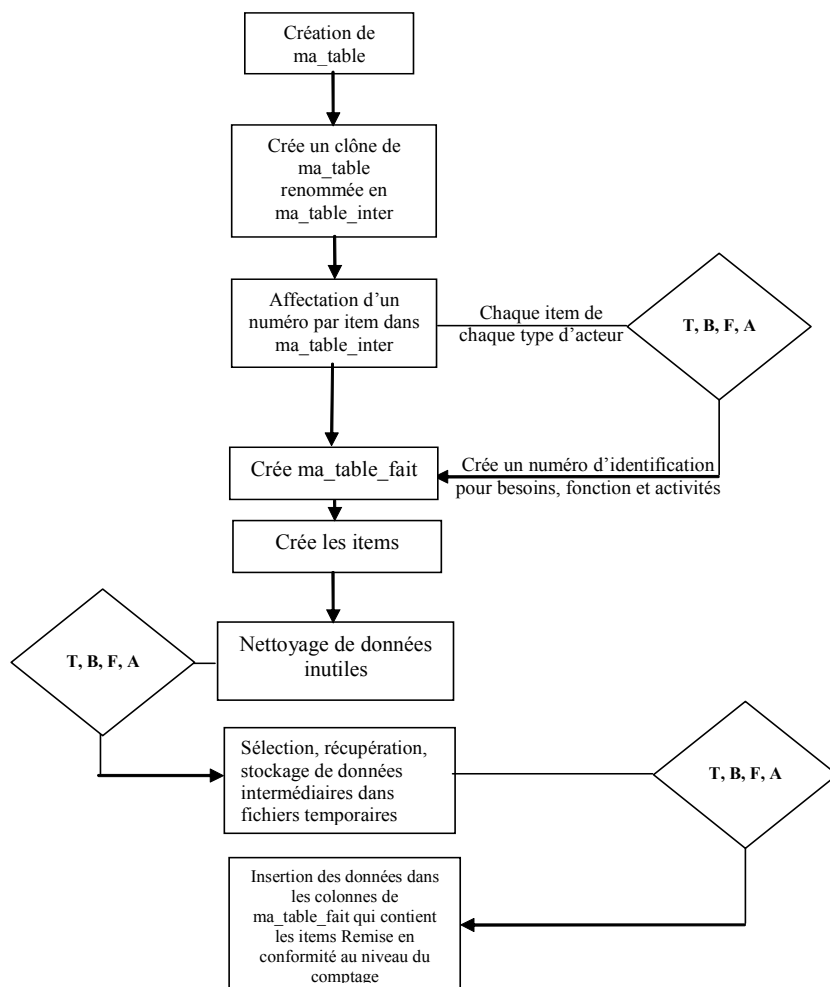 Création de
ma_table
Crée un clône de
ma_table
renommée en
ma_table_inter
Affectation d'un
numéro par item dans
ma_table_inter
Chaque item de
chaque type d'acteur
T, B, F, A
Crée ma_table_fait
Crée un numéro d'identification
pour besoins, fonction et activités
Crée les items
Nettoyage de données
inutiles
T, B, F, A
Sélection, récupération,
stockage de données
intermédiaires dans
fichiers temporaires
T, B, F, A
Insertion des données dans
les colonnes de
ma_table_fait qui contient
les items Remise en
conformité au niveau du
comptage